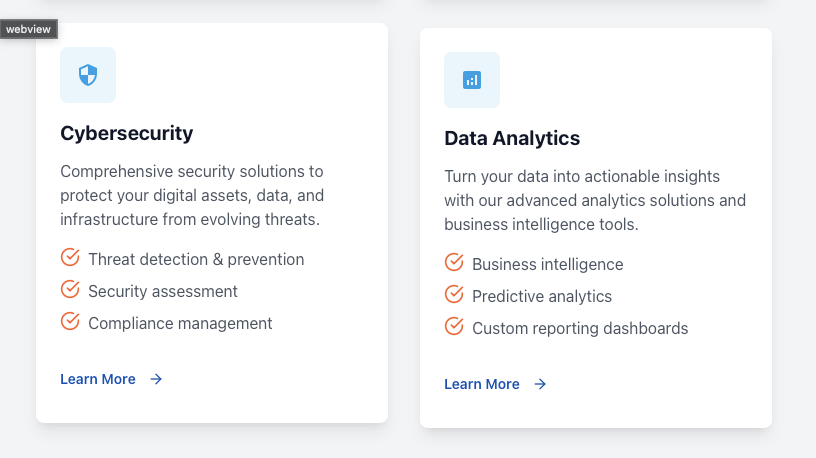 webview
Cybersecurity
Comprehensive security solutions to
protect your digital assets, data, and
infrastructure from evolving threats.
Threat detection & prevention
Security assessment
Compliance management
Learn More
Data Analytics
Turn your data into actionable insights
with our advanced analytics solutions and
business intelligence tools.
Business intelligence
Predictive analytics
Custom reporting dashboards
Learn More